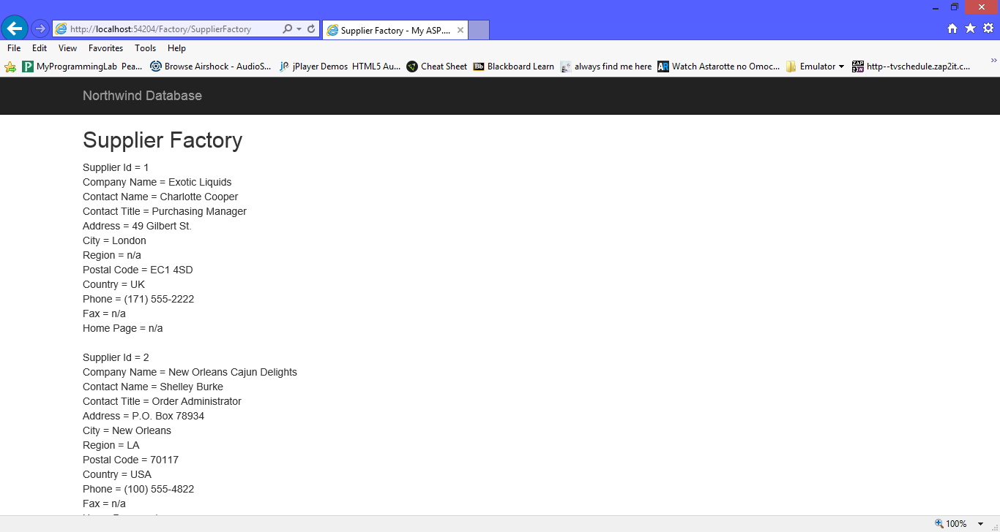 http://localhost:54204/Factory/SupplierFactory
Supplier Factory - My ASP....
File Edit View Favorites Tools Help
MyProgrammingLab Pea... Browse Airshock - AudioS... jPlayer Demos HTML5 Au... Cheat Sheet Blackboard Learn always find me here Watch Astarotte no Omoc... Emulator http--tvschedule.zap2it.c...
Northwind Database
Supplier Factory
Supplier Id = 1
Company Name = Exotic Liquids
Contact Name = Charlotte Cooper
Contact Title = Purchasing Manager
Address = 49 Gilbert St.
City = London
Region = n/a
Postal Code = EC1 4SD
Country = UK
Phone = (171) 555-2222
Fax = n/a
Home Page = n/a
Supplier Id = 2
Company Name = New Orleans Cajun Delights
Contact Name = Shelley Burke
Contact Title = Order Administrator
Address = P.O. Box 78934
City = New Orleans
Region = LA
Postal Code = 70117
Country = USA
Phone = (100) 555-4822
Fax = n/a
100%